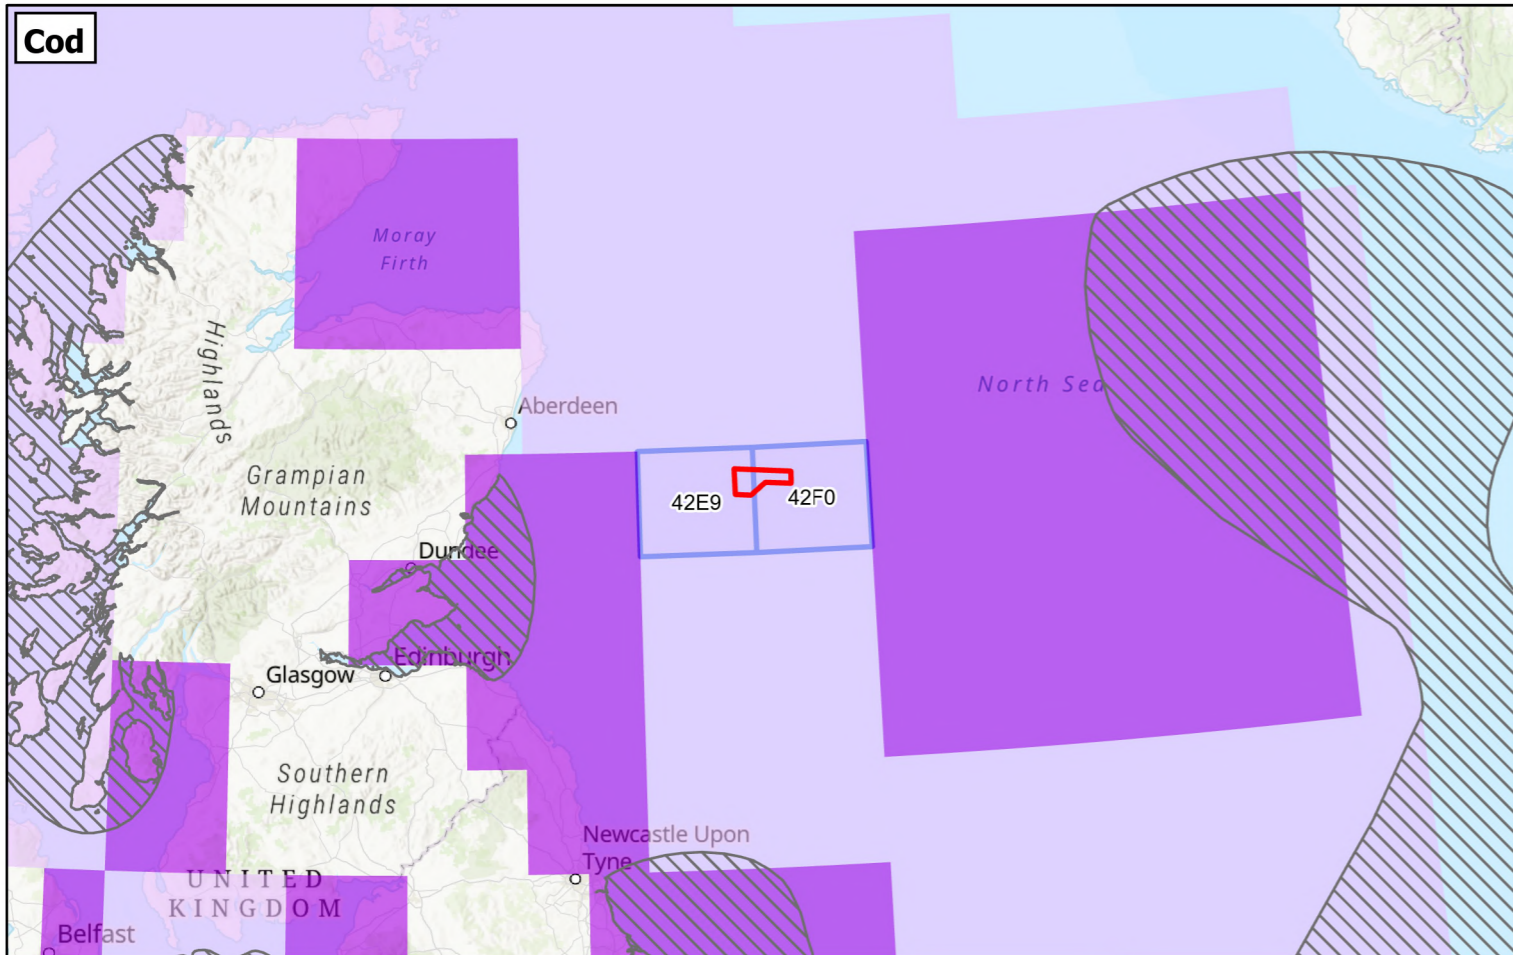 Cod
Moray
Firth
Highlands
North Sea
Aberdeen
Grampian
Mountains
42E9
42F0
Dundee
Edinburgh
Glasgow
Southern
Highlands
Newcastle Upon
Tyne
UNITED
KINGDOM
Belfast